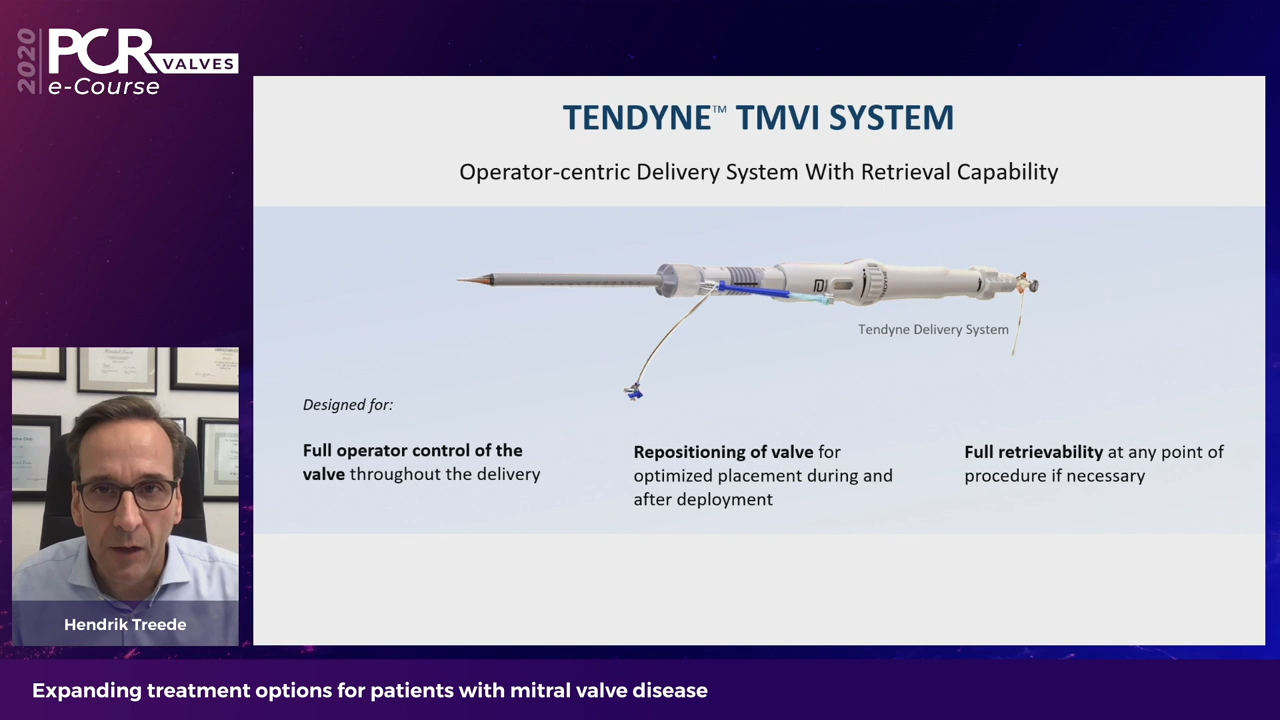 2020
PCR
VALVES
e-Course
TENDYNE™ TMVI SYSTEM
Operator-centric Delivery System With Retrieval Capability
Tendyne Delivery System
Designed for:
Full operator control of the
valve throughout the delivery
Repositioning of valve for
optimized placement during and
after deployment
Full retrievability at any point of
procedure if necessary
Hendrik Treede
Expanding treatment options for patients with mitral valve disease